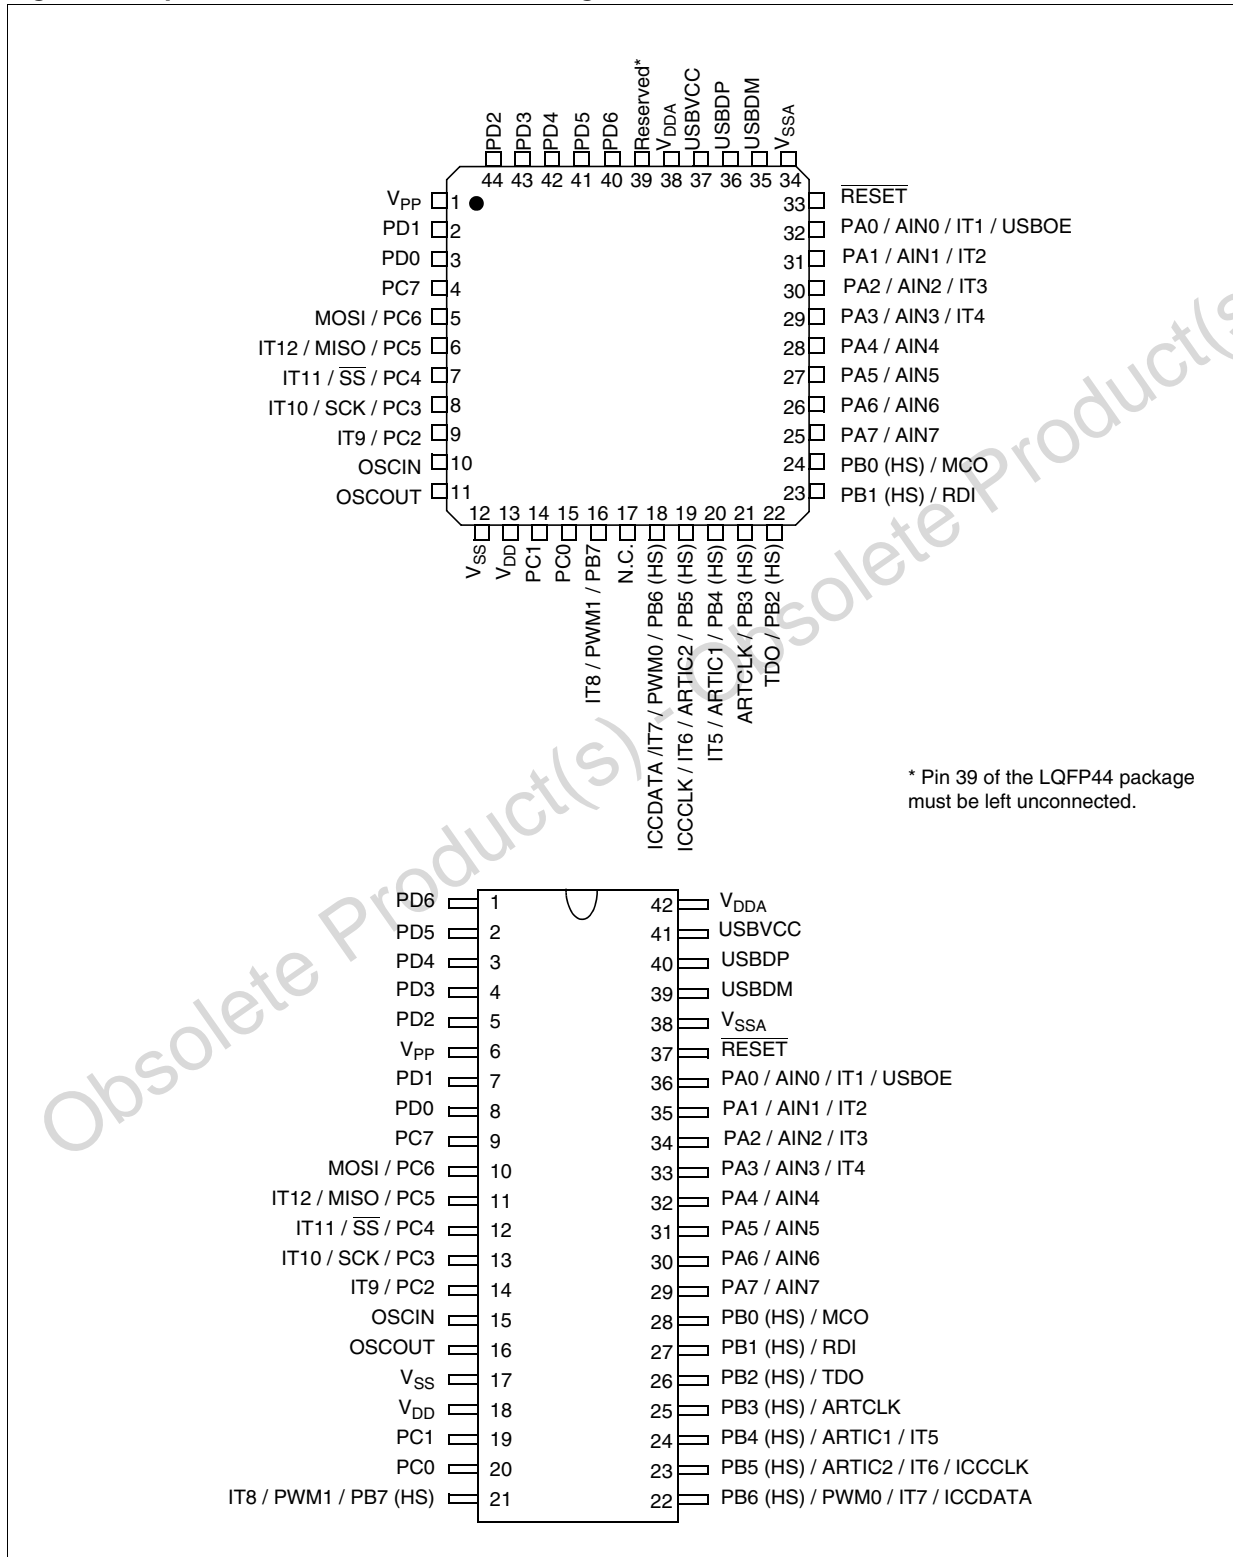 PD2
PD3
PD4
PD5
PD6
Reserved*
VDDA
USBVCC
USBDP
USBDM
VSSA
44 43 42 41 40 39 38 37 36 35 34
VPP 1
PD1 2
PD0 3
PC7 4
MOSI / PC6 5
IT12 / MISO / PC5 6
IT11 / S̅S̅ / PC4 7
IT10 / SCK / PC3 8
IT9 / PC2 9
OSCIN 10
OSCOUT 11
33 R̅E̅S̅E̅T̅
32 PA0 / AIN0 / IT1 / USBOE
31 PA1 / AIN1 / IT2
30 PA2 / AIN2 / IT3
29 PA3 / AIN3 / IT4
28 PA4 / AIN4
27 PA5 / AIN5
26 PA6 / AIN6
25 PA7 / AIN7
24 PB0 (HS) / MCO
23 PB1 (HS) / RDI
12 13 14 15 16 17 18 19 20 21 22
VSS
VDD
PC1
PC0
IT8 / PWM1 / PB7
N.C.
ICCDATA /IT7 / PWM0 / PB6 (HS)
ICCCLK / IT6 / ARTIC2 / PB5 (HS)
IT5 / ARTIC1 / PB4 (HS)
ARTCLK / PB3 (HS)
TDO / PB2 (HS)
* Pin 39 of the LQFP44 package
must be left unconnected.
PD6 1 42 VDDA
PD5 2 41 USBVCC
PD4 3 40 USBDP
PD3 4 39 USBDM
PD2 5 38 VSSA
VPP 6 37 R̅E̅S̅E̅T̅
PD1 7 36 PA0 / AIN0 / IT1 / USBOE
PD0 8 35 PA1 / AIN1 / IT2
PC7 9 34 PA2 / AIN2 / IT3
MOSI / PC6 10 33 PA3 / AIN3 / IT4
IT12 / MISO / PC5 11 32 PA4 / AIN4
IT11 / S̅S̅ / PC4 12 31 PA5 / AIN5
IT10 / SCK / PC3 13 30 PA6 / AIN6
IT9 / PC2 14 29 PA7 / AIN7
OSCIN 15 28 PB0 (HS) / MCO
OSCOUT 16 27 PB1 (HS) / RDI
VSS 17 26 PB2 (HS) / TDO
VDD 18 25 PB3 (HS) / ARTCLK
PC1 19 24 PB4 (HS) / ARTIC1 / IT5
PC0 20 23 PB5 (HS) / ARTIC2 / IT6 / ICCCLK
IT8 / PWM1 / PB7 (HS) 21 22 PB6 (HS) / PWM0 / IT7 / ICCDATA
Obsolete Product(s) - Obsolete Product(s